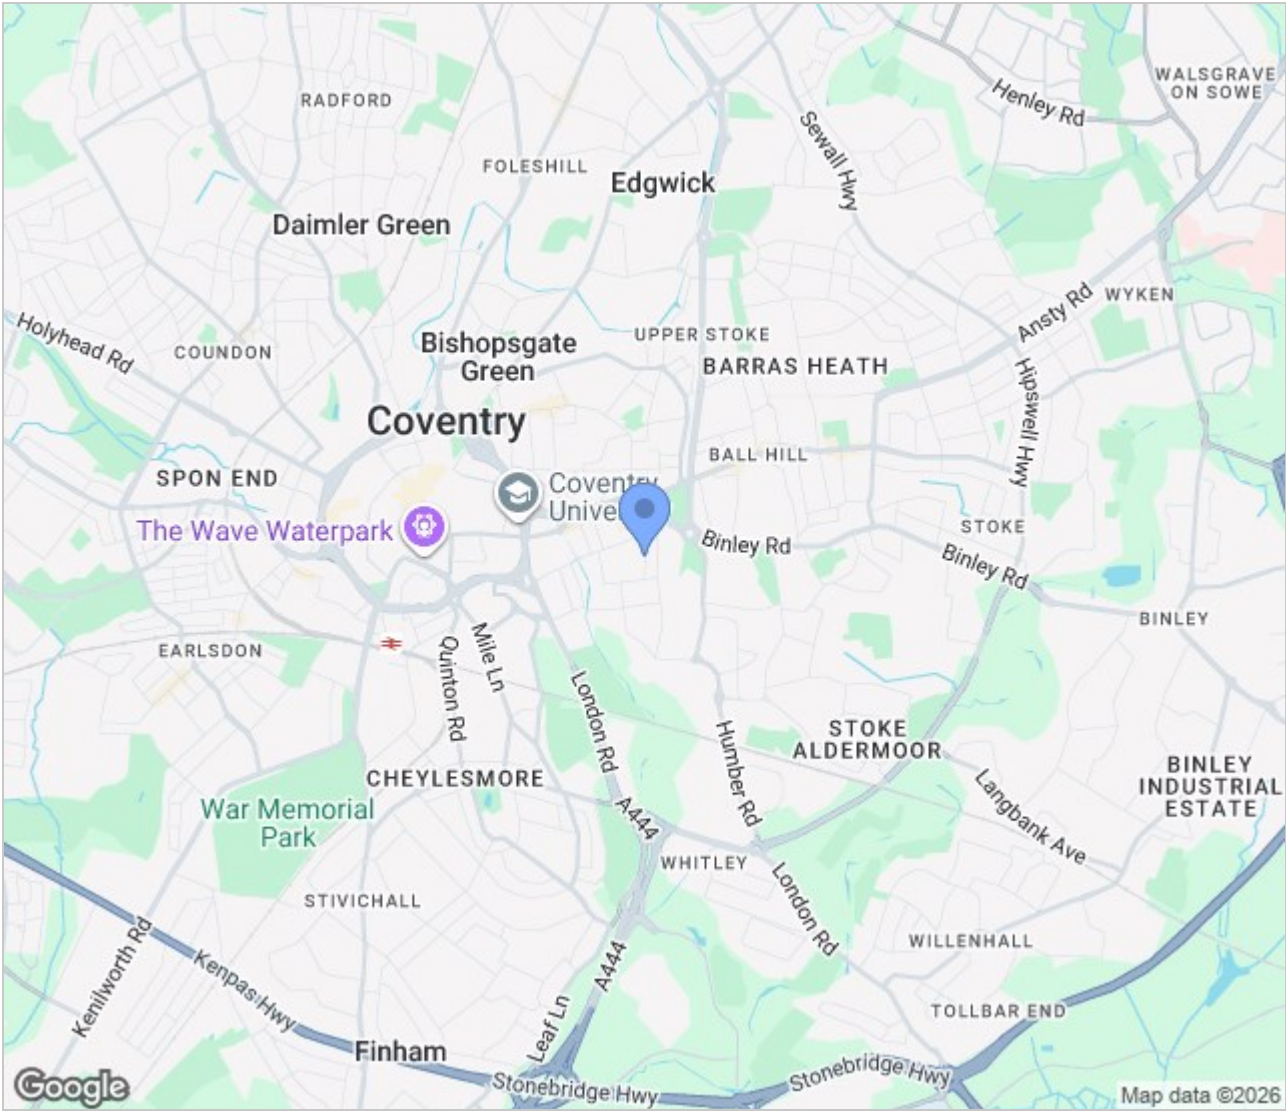 RADFORD
WALSGRAVE
ON SOWE
Henley Rd
Sewall Hwy
FOLESHILL
Edgwick
Daimler Green
Holyhead Rd
COUNDON
Bishopsgate
Green
UPPER STOKE
BARRAS HEATH
Ansty Rd
WYKEN
Hipswell Hwy
Coventry
BALL HILL
SPON END
Coventry
Unive
The Wave Waterpark
Binley Rd
STOKE
Binley Rd
BINLEY
EARLSDON
Quinton Rd
Mile Ln
London Rd
Humber Rd
STOKE
ALDERMOOR
CHEYLESMORE
War Memorial
Park
A444
Langbank Ave
BINLEY
INDUSTRIAL
ESTATE
WHITLEY
London Rd
STIVICHALL
Kenilworth Rd
Kenpas Hwy
A444
WILLENHALL
TOLLBAR END
Leaf Ln
Finham
Stonebridge Hwy
Stonebridge Hwy
Google
Map data ©2026